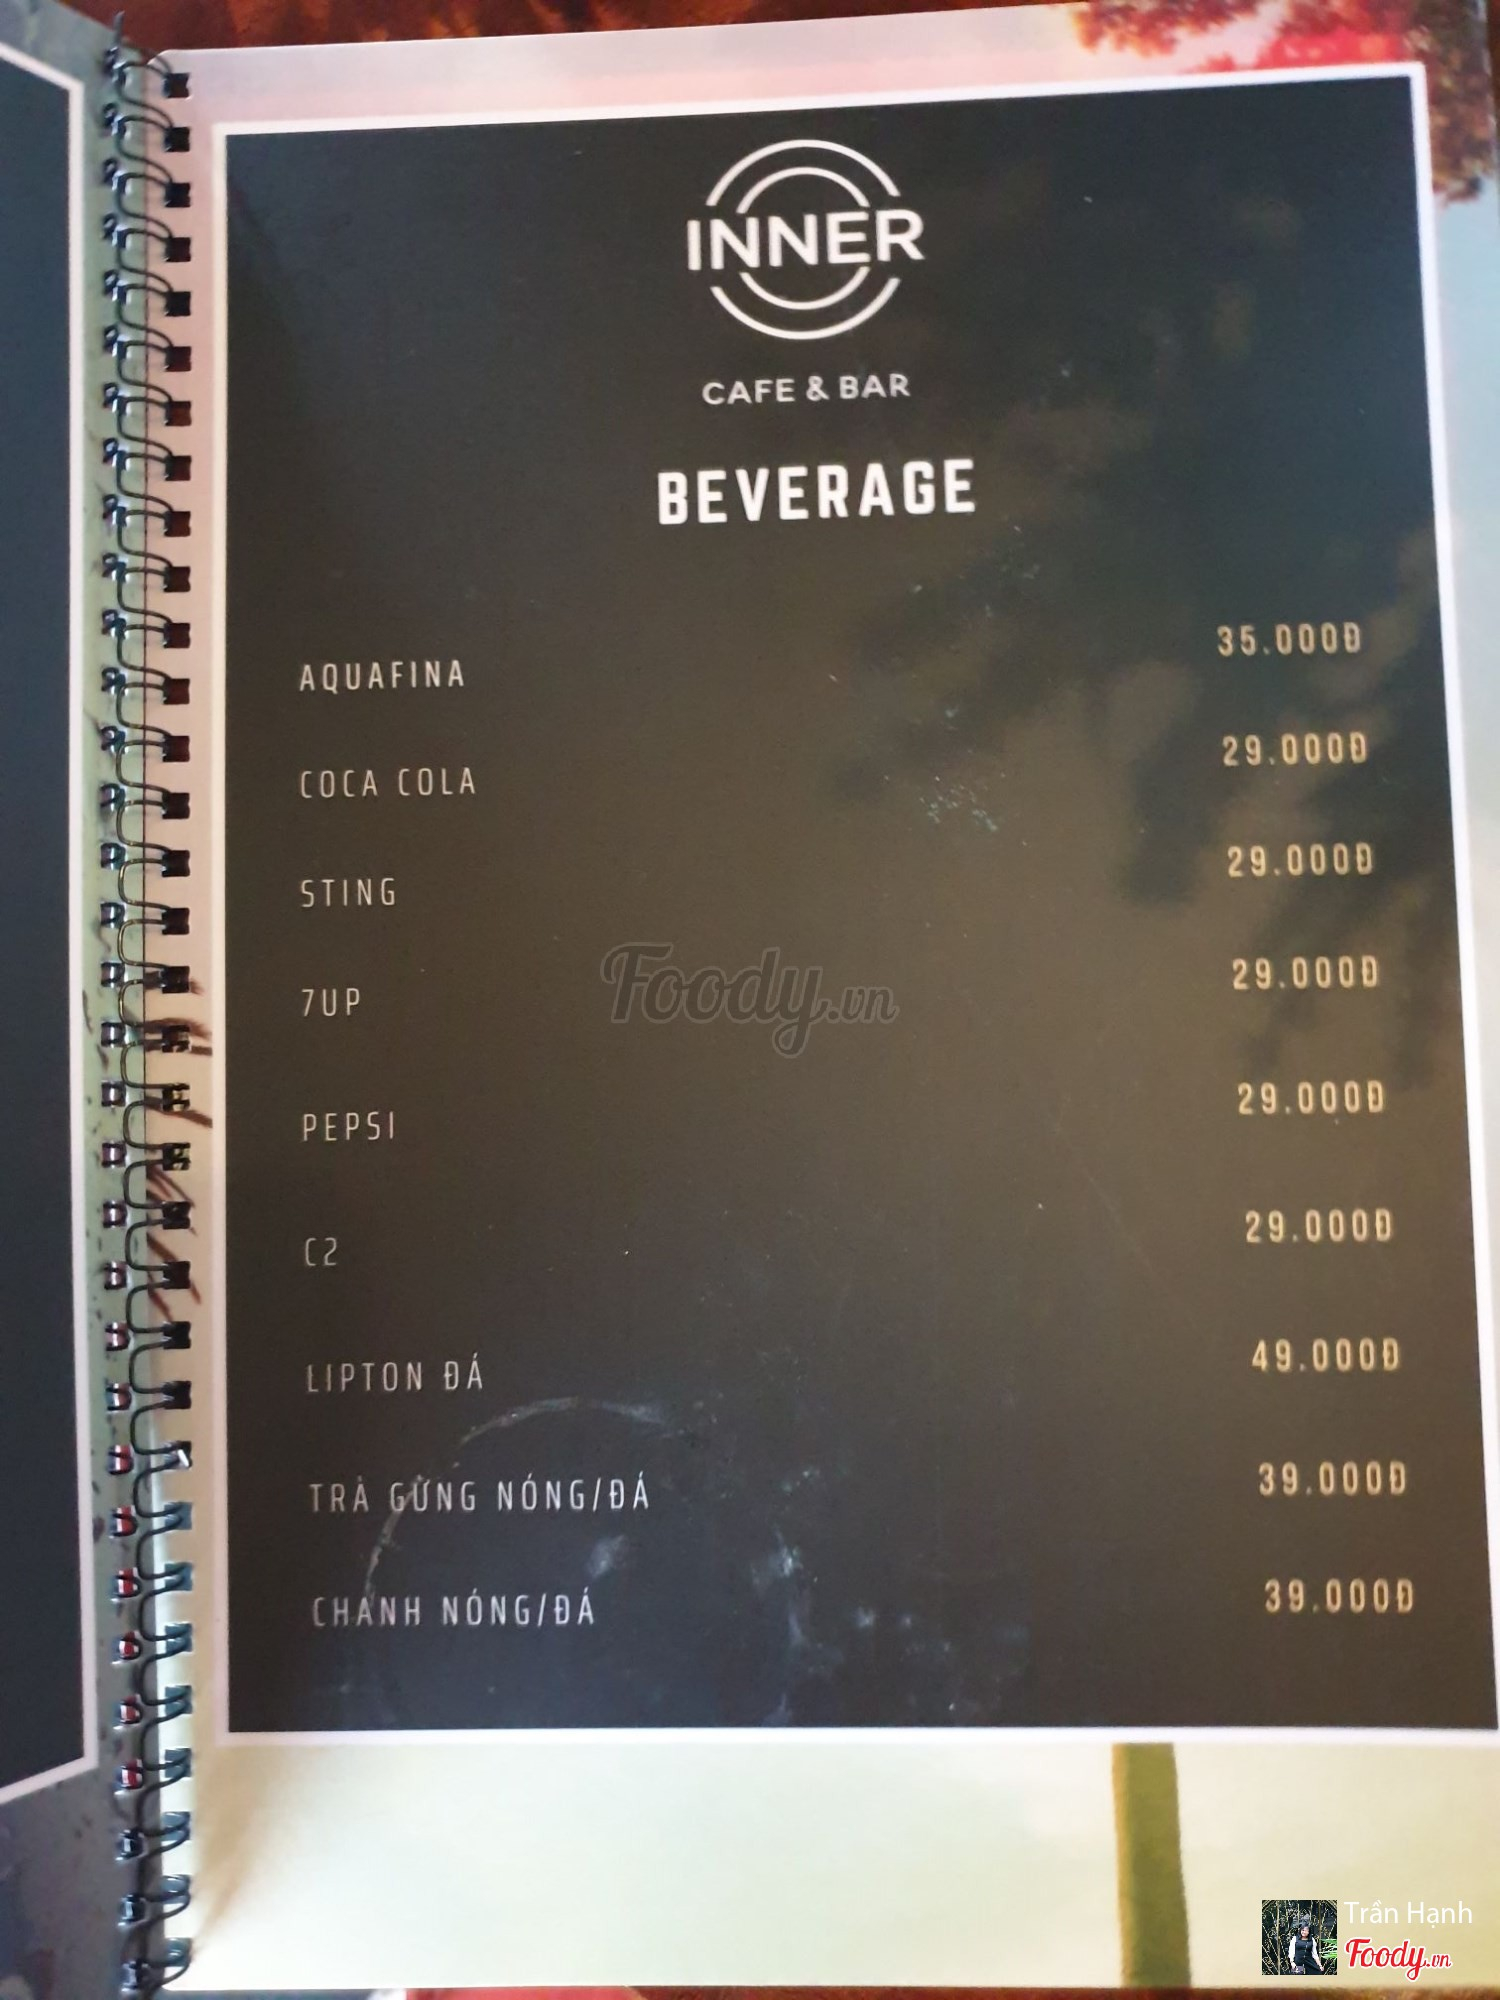 INNER
CAFE & BAR
BEVERAGE
AQUAFINA 35.000Đ
COCA COLA 29.000Đ
STING 29.000Đ
7UP 29.000Đ
PEPSI 29.000Đ
C2 29.000Đ
LIPTON ĐÁ 49.000Đ
TRÀ GỪNG NÓNG/ĐÁ 39.000Đ
CHANH NÓNG/ĐÁ 39.000Đ
Foody.vn
Trần Hạnh
Foody.vn